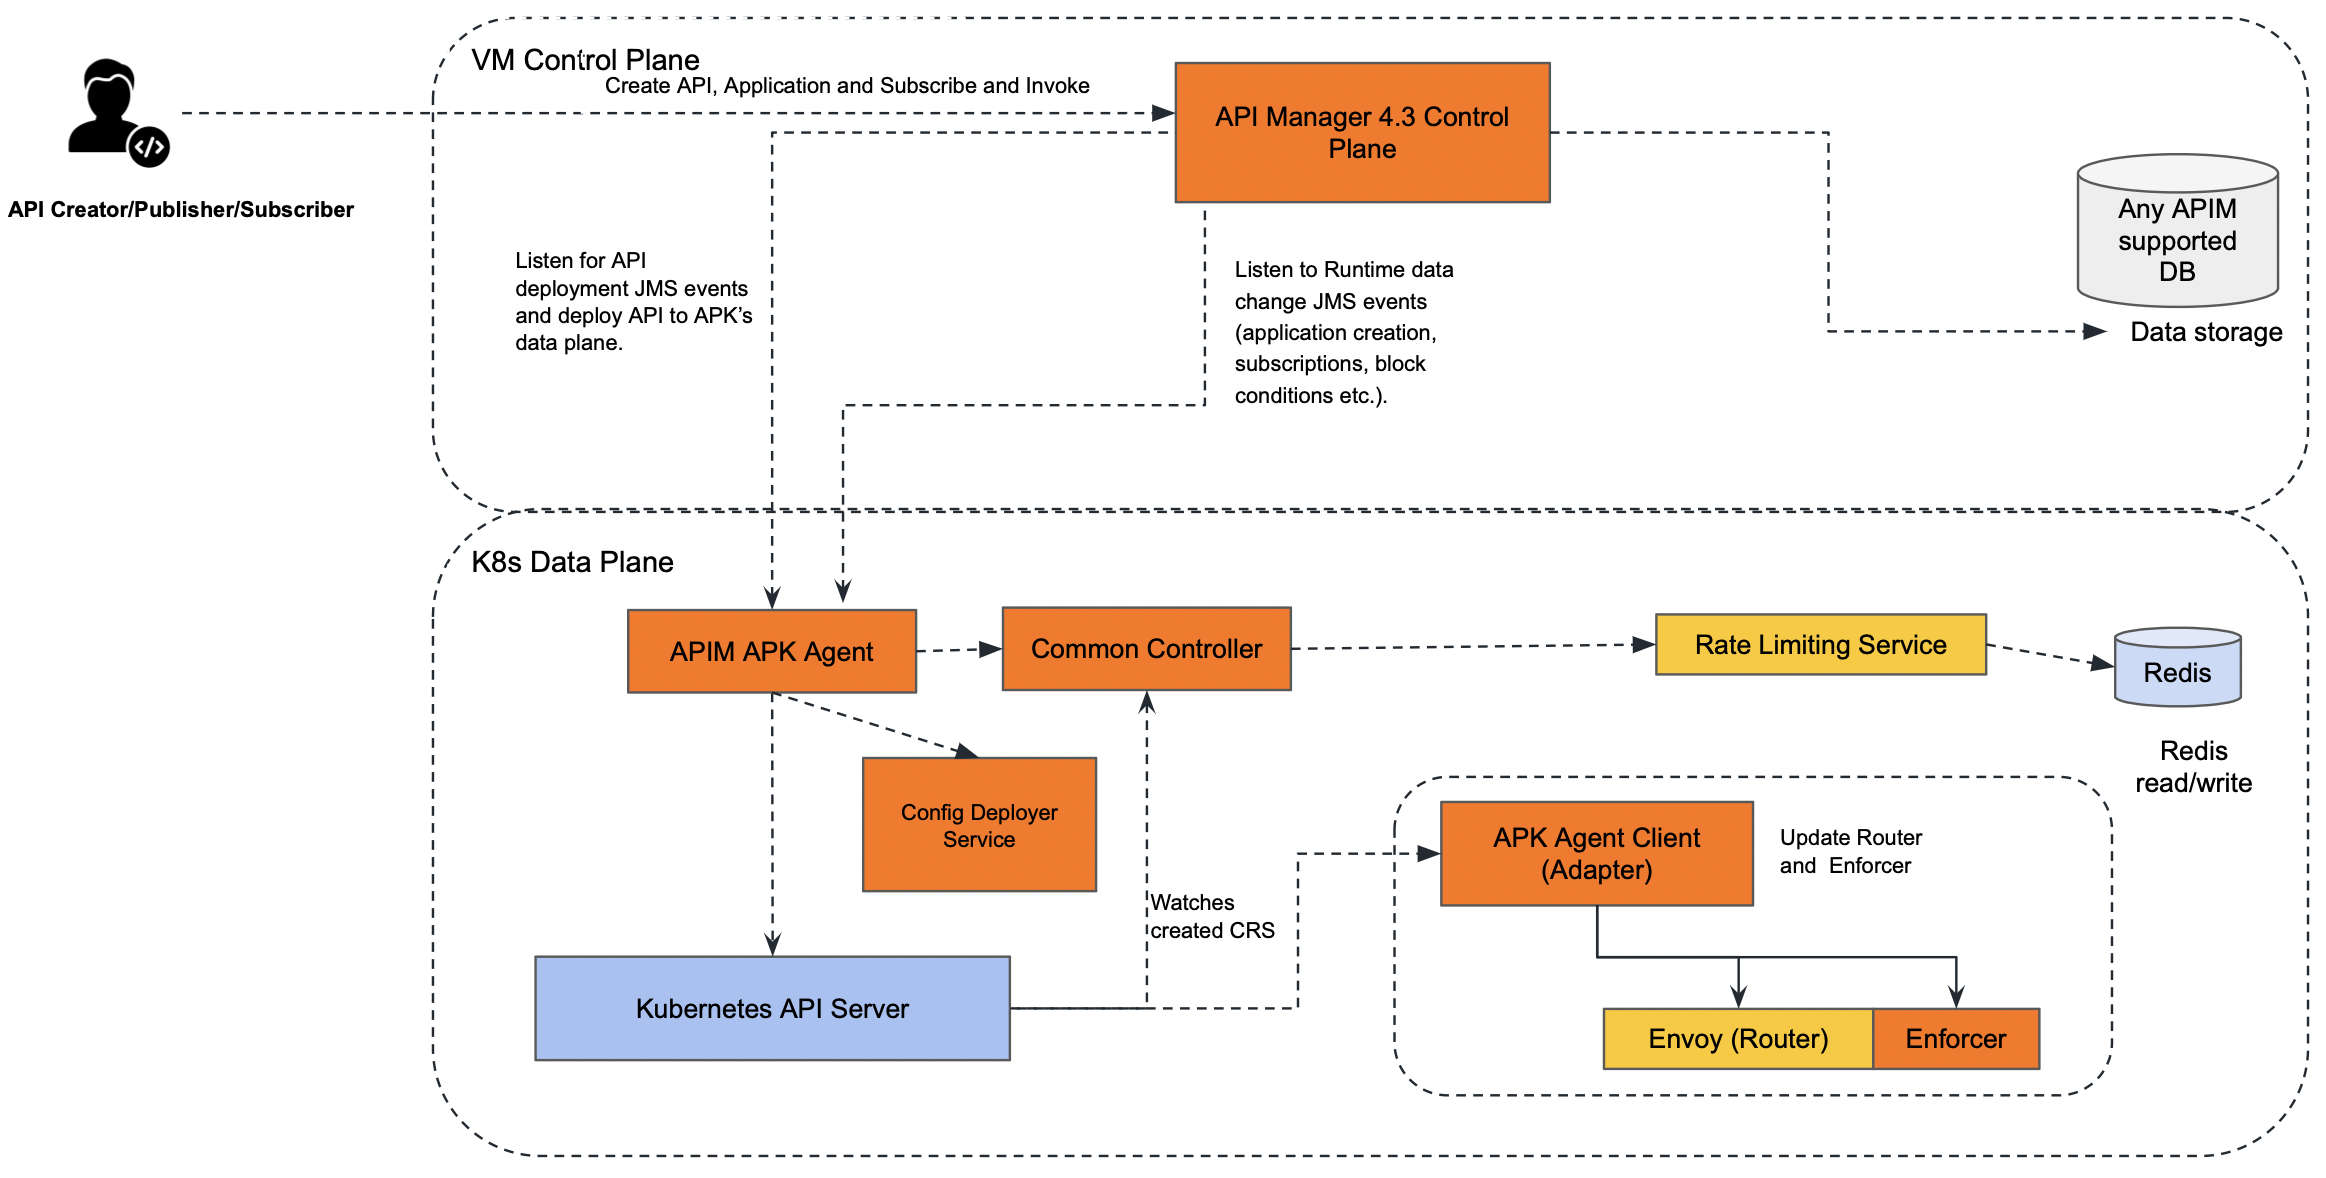 VM Control Plane
Create API, Application and Subscribe and Invoke
API Manager 4.3 Control
Plane
API Creator/Publisher/Subscriber
Any APIM
supported
DB
Data storage
Listen for API
deployment JMS events
and deploy API to APK’s
data plane.
Listen to Runtime data
change JMS events
(application creation,
subscriptions, block
conditions etc.).
K8s Data Plane
APIM APK Agent
Common Controller
Rate Limiting Service
Redis
Redis
read/write
Config Deployer
Service
APK Agent Client
(Adapter)
Update Router
and  Enforcer
Watches
created CRS
Kubernetes API Server
Envoy (Router)
Enforcer